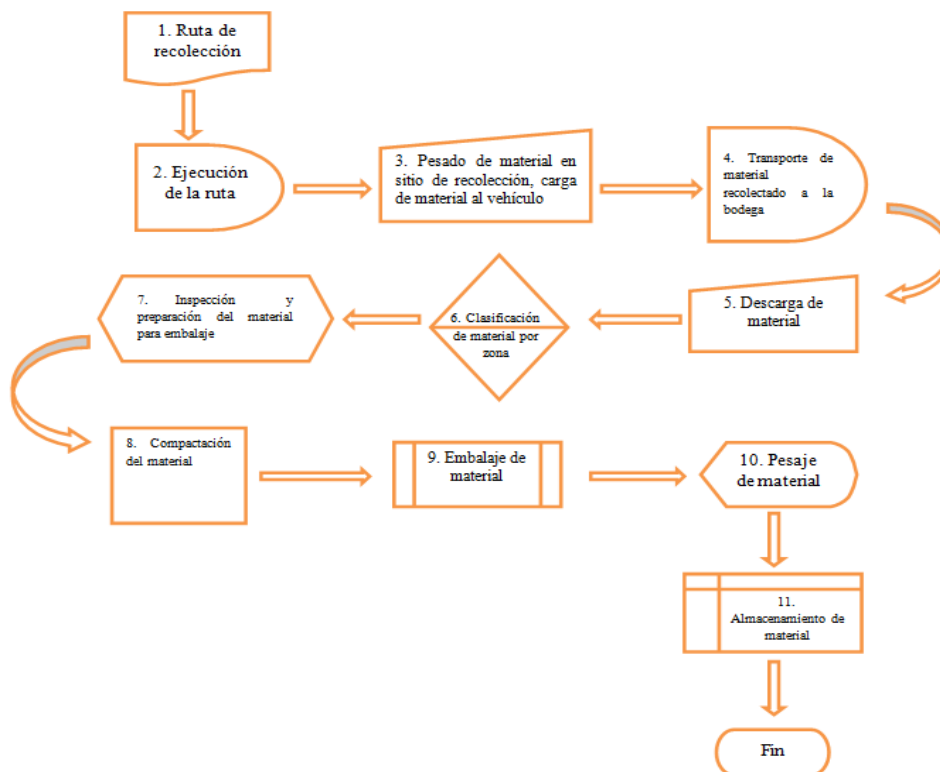 1. Ruta de
recolección
2. Ejecución
de la ruta
3. Pesado de material en
sitio de recolección, carga
de material al vehículo
4. Transporte de
material
recolectado a la
bodega
5. Descarga de
material
6. Clasificación
de material por
zona
7. Inspección y
preparación del material
para embalaje
8. Compactación
del material
9. Embalaje de
material
10. Pesaje
de material
11.
Almacenamiento de
material
Fin